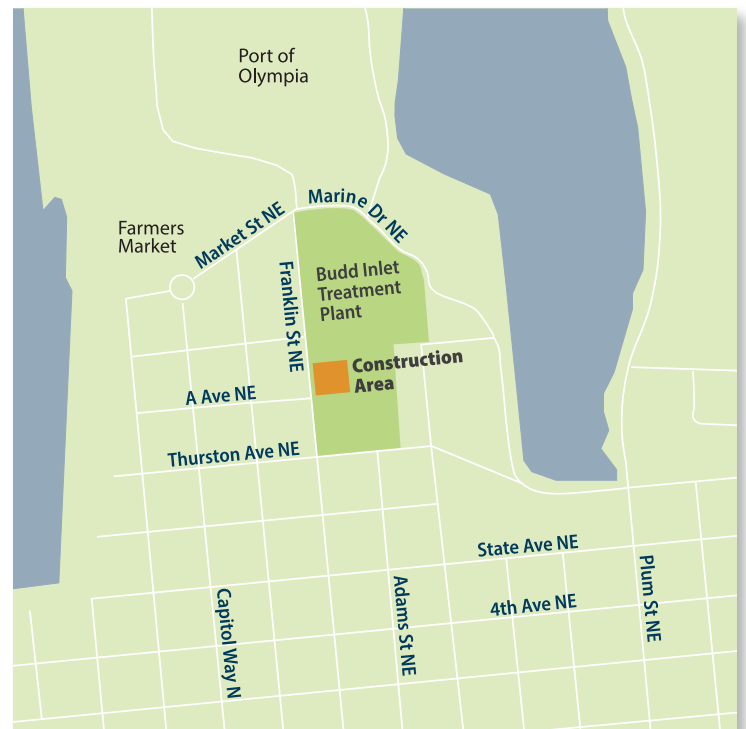 Port of
Olympia
Marine Dr NE
Market St NE
Farmers
Market
Franklin St NE
Budd Inlet
Treatment
Plant
Construction
Area
A Ave NE
Thurston Ave NE
State Ave NE
4th Ave NE
Plum St NE
Adams St NE
Capitol Way N